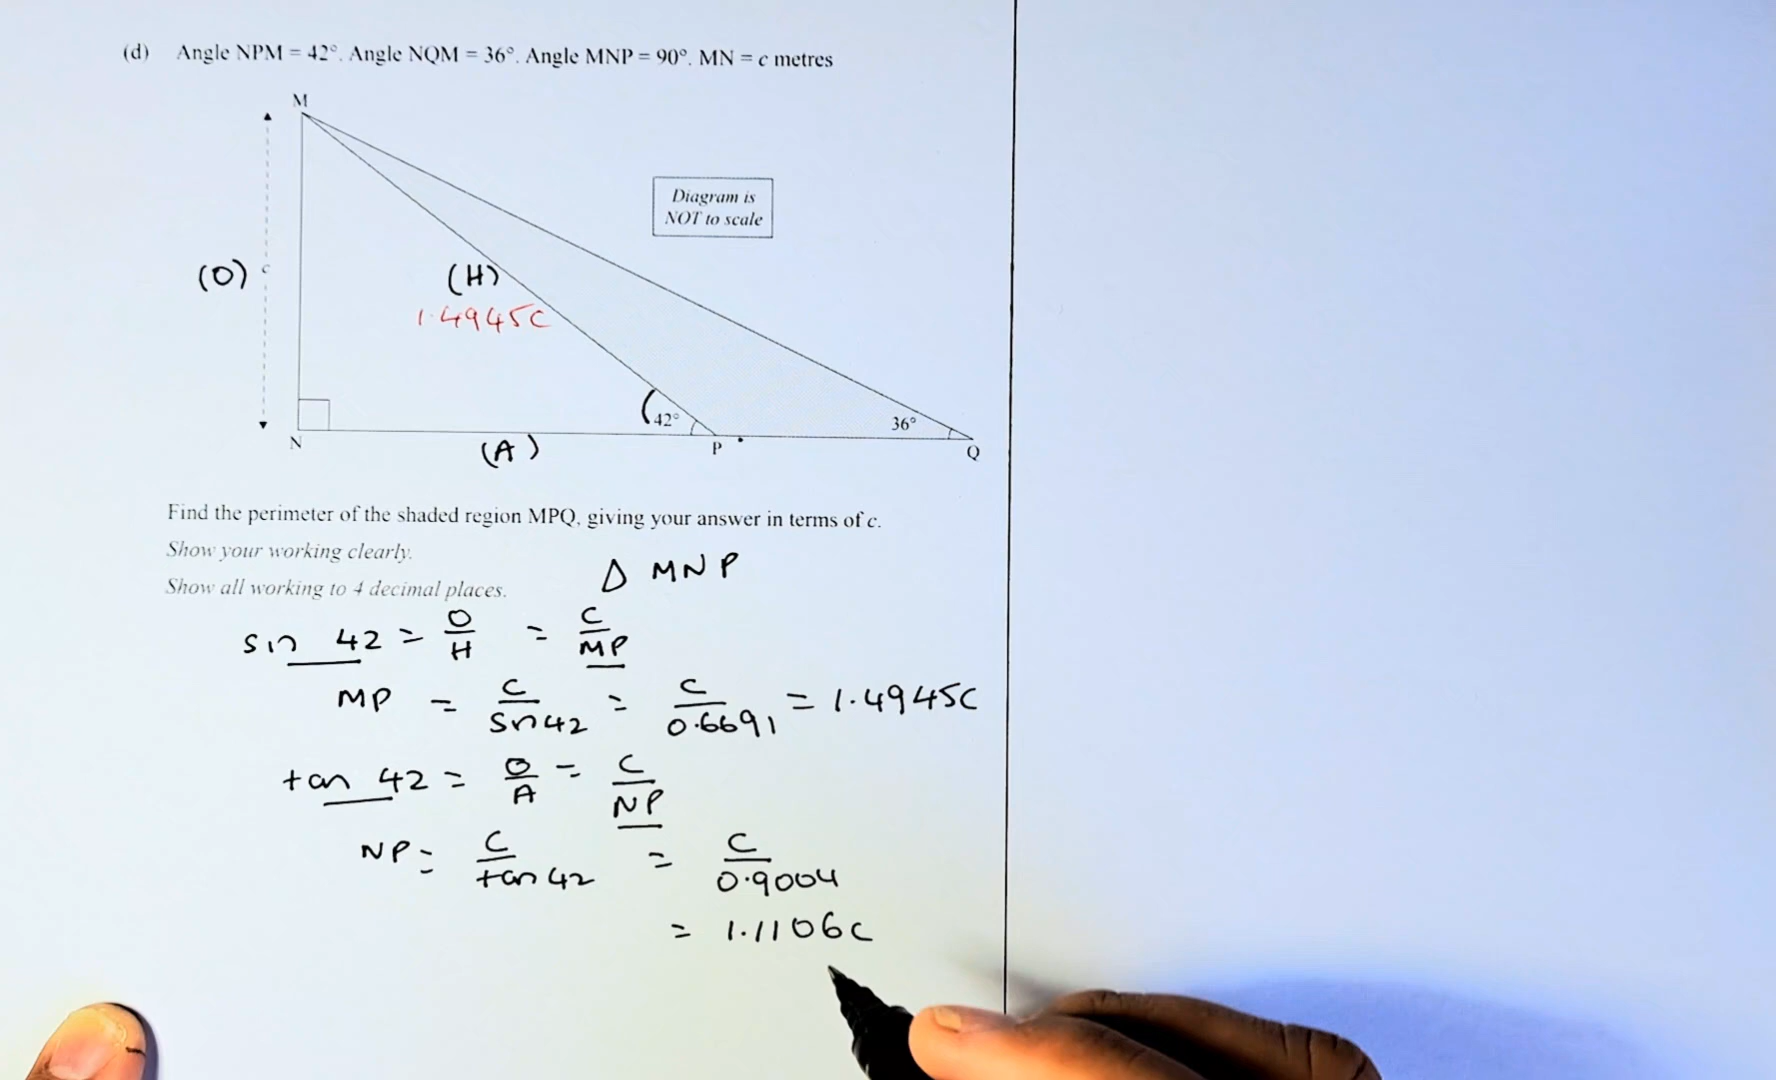 (d) Angle NPM = 42°. Angle NQM = 36°. Angle MNP = 90°. MN = c metres
M
Diagram is
NOT to scale
(O) c
(H)
1.4945C
42°
36°
N
(A)
P
Q
Find the perimeter of the shaded region MPQ, giving your answer in terms of c.
Show your working clearly.
Show all working to 4 decimal places.
Δ MNP
sin 42 = O/H = C/MP
MP = C/sin42 = C/0.6691 = 1.4945C
tan 42 = O/A = C/NP
NP = C/tan42 = C/0.9004
= 1.1106C